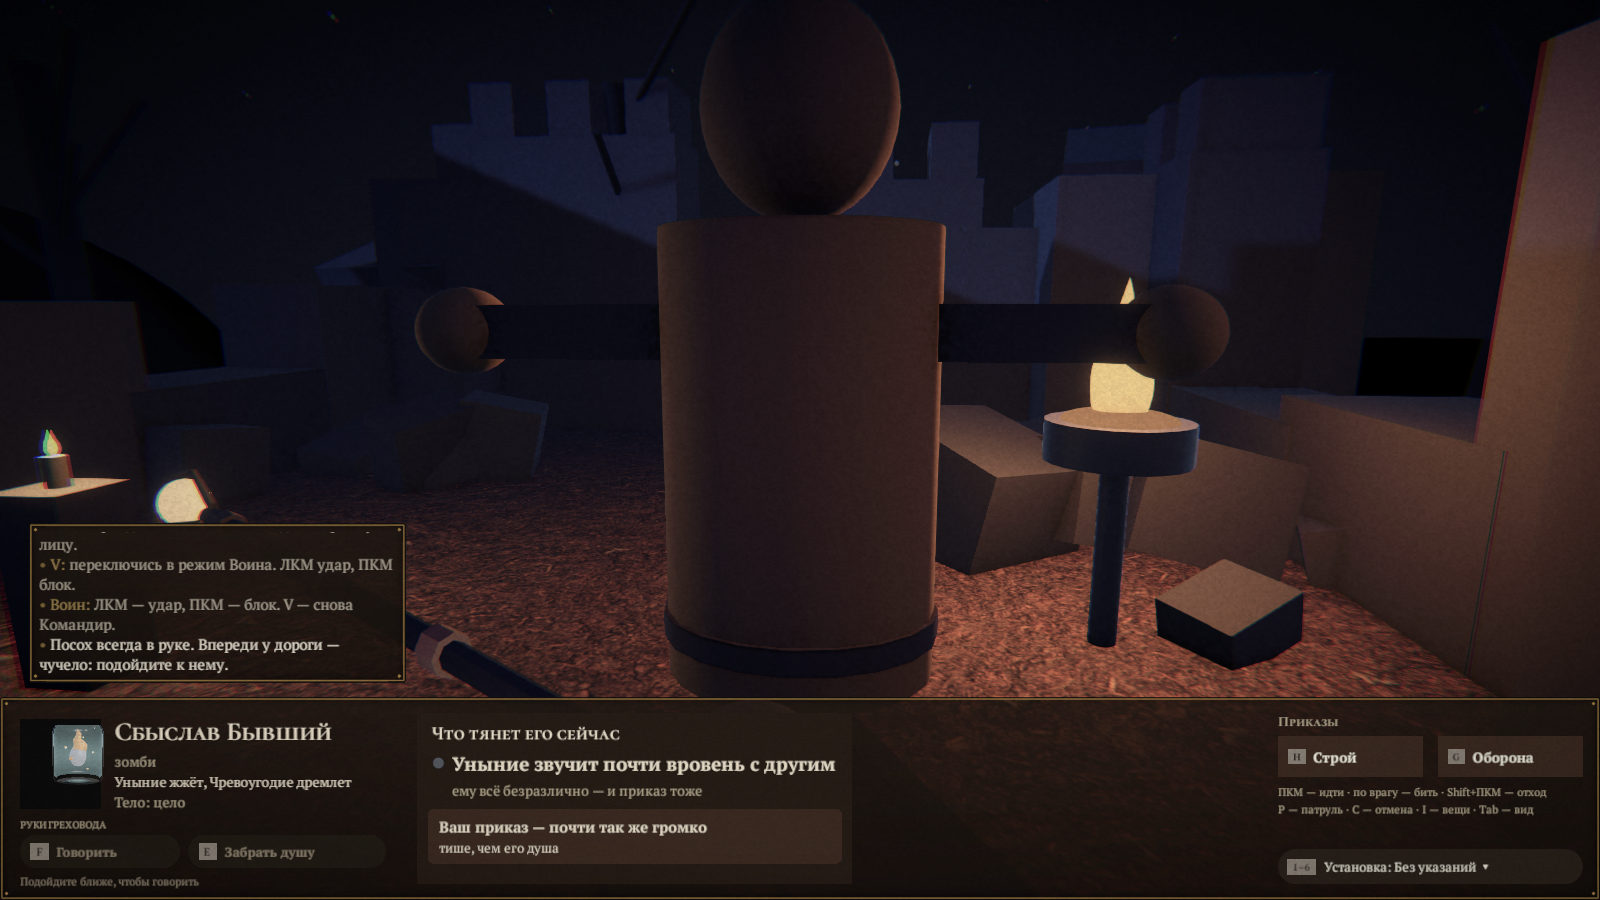 лицу.
• V: переключись в режим Воина. ЛКМ удар, ПКМ
блок.
• Воин: ЛКМ — удар, ПКМ — блок. V — снова
Командир.
• Посох всегда в руке. Впереди у дороги —
чучело: подойдите к нему.
Сбыслав Бывший
зомби
Уныние жжёт, Чревоугодие дремлет
Тело: цело
РУКИ ГРЕХОВОДА
F Говорить
E Забрать душу
Подойдите ближе, чтобы говорить
Что тянет его сейчас
Уныние звучит почти вровень с другим
ему всё безразлично — и приказ тоже
Ваш приказ — почти так же громко
тише, чем его душа
Приказы
H Строй
G Оборона
ПКМ — идти · по врагу — бить · Shift+ПКМ — отход
P — патруль · C — отмена · I — вещи · Tab — вид
1–6 Установка: Без указаний ▾